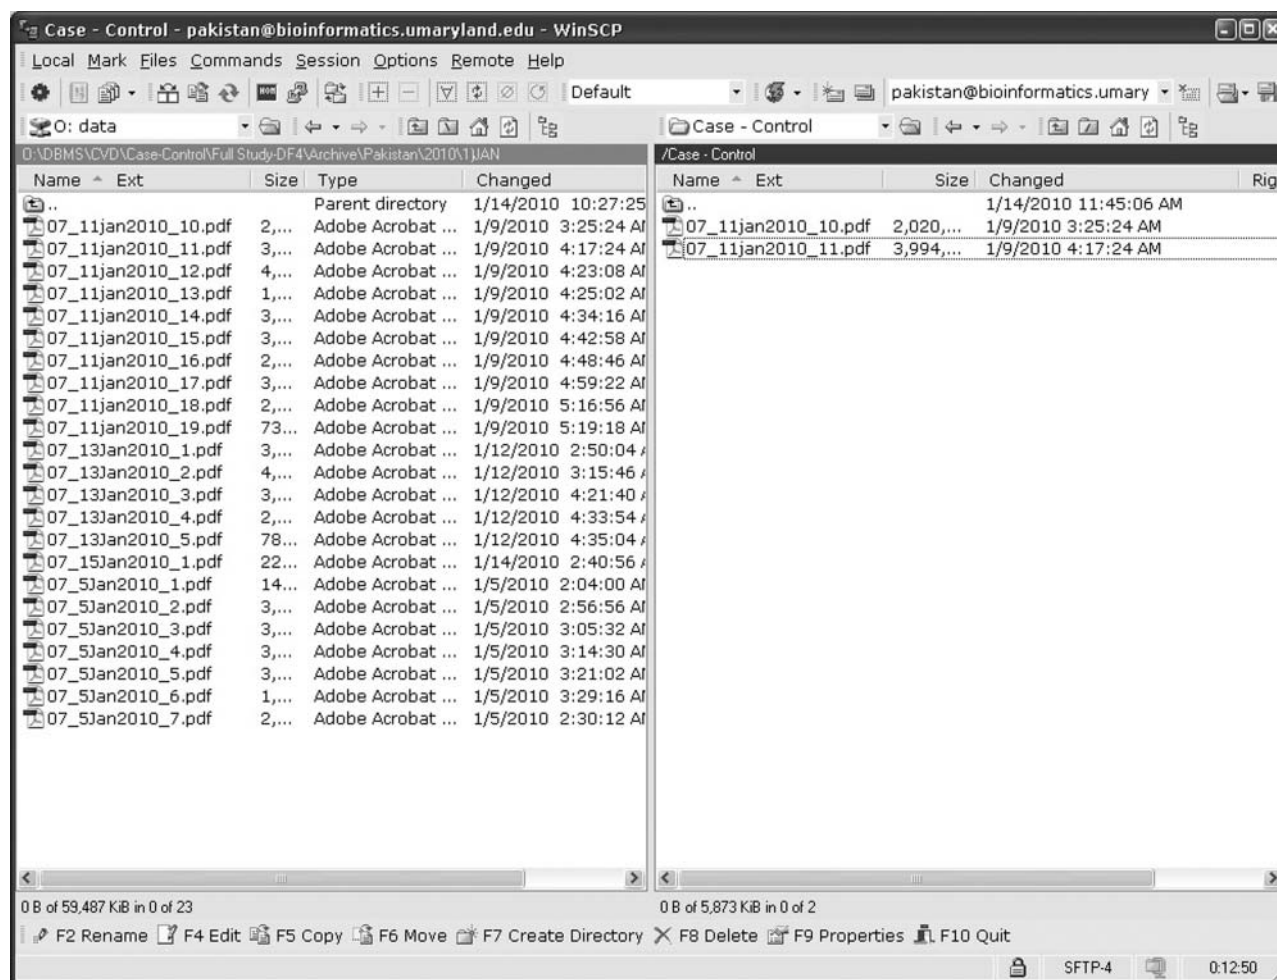 Case - Control - pakistan@bioinformatics.umaryland.edu - WinSCP
Local Mark Files Commands Session Options Remote Help
Default
pakistan@bioinformatics.umary
O: data
Case - Control
O:\DBMS\CVD\Case-Control\Full Study-DF4\Archive\Pakistan\2010\1)JAN
/Case - Control
Name Ext Size Type Changed
Name Ext Size Changed Rig
.. Parent directory 1/14/2010 10:27:25
.. 1/14/2010 11:45:06 AM
07_11jan2010_10.pdf 2,... Adobe Acrobat ... 1/9/2010 3:25:24 AM
07_11jan2010_10.pdf 2,020,... 1/9/2010 3:25:24 AM
07_11jan2010_11.pdf 3,... Adobe Acrobat ... 1/9/2010 4:17:24 AM
07_11jan2010_11.pdf 3,994,... 1/9/2010 4:17:24 AM
07_11jan2010_12.pdf 4,... Adobe Acrobat ... 1/9/2010 4:23:08 AM
07_11jan2010_13.pdf 1,... Adobe Acrobat ... 1/9/2010 4:25:02 AM
07_11jan2010_14.pdf 3,... Adobe Acrobat ... 1/9/2010 4:34:16 AM
07_11jan2010_15.pdf 3,... Adobe Acrobat ... 1/9/2010 4:42:58 AM
07_11jan2010_16.pdf 2,... Adobe Acrobat ... 1/9/2010 4:48:46 AM
07_11jan2010_17.pdf 3,... Adobe Acrobat ... 1/9/2010 4:59:22 AM
07_11jan2010_18.pdf 2,... Adobe Acrobat ... 1/9/2010 5:16:56 AM
07_11jan2010_19.pdf 73... Adobe Acrobat ... 1/9/2010 5:19:18 AM
07_13Jan2010_1.pdf 3,... Adobe Acrobat ... 1/12/2010 2:50:04
07_13Jan2010_2.pdf 4,... Adobe Acrobat ... 1/12/2010 3:15:46
07_13Jan2010_3.pdf 3,... Adobe Acrobat ... 1/12/2010 4:21:40
07_13Jan2010_4.pdf 2,... Adobe Acrobat ... 1/12/2010 4:33:54
07_13Jan2010_5.pdf 78... Adobe Acrobat ... 1/12/2010 4:35:04
07_15Jan2010_1.pdf 22... Adobe Acrobat ... 1/14/2010 2:40:56
07_5Jan2010_1.pdf 14... Adobe Acrobat ... 1/5/2010 2:04:00 AM
07_5Jan2010_2.pdf 3,... Adobe Acrobat ... 1/5/2010 2:56:56 AM
07_5Jan2010_3.pdf 3,... Adobe Acrobat ... 1/5/2010 3:05:32 AM
07_5Jan2010_4.pdf 3,... Adobe Acrobat ... 1/5/2010 3:14:30 AM
07_5Jan2010_5.pdf 3,... Adobe Acrobat ... 1/5/2010 3:21:02 AM
07_5Jan2010_6.pdf 1,... Adobe Acrobat ... 1/5/2010 3:29:16 AM
07_5Jan2010_7.pdf 2,... Adobe Acrobat ... 1/5/2010 2:30:12 AM
0 B of 59,487 KiB in 0 of 23
0 B of 5,873 KiB in 0 of 2
F2 Rename F4 Edit F5 Copy F6 Move F7 Create Directory F8 Delete F9 Properties F10 Quit
SFTP-4 0:12:50